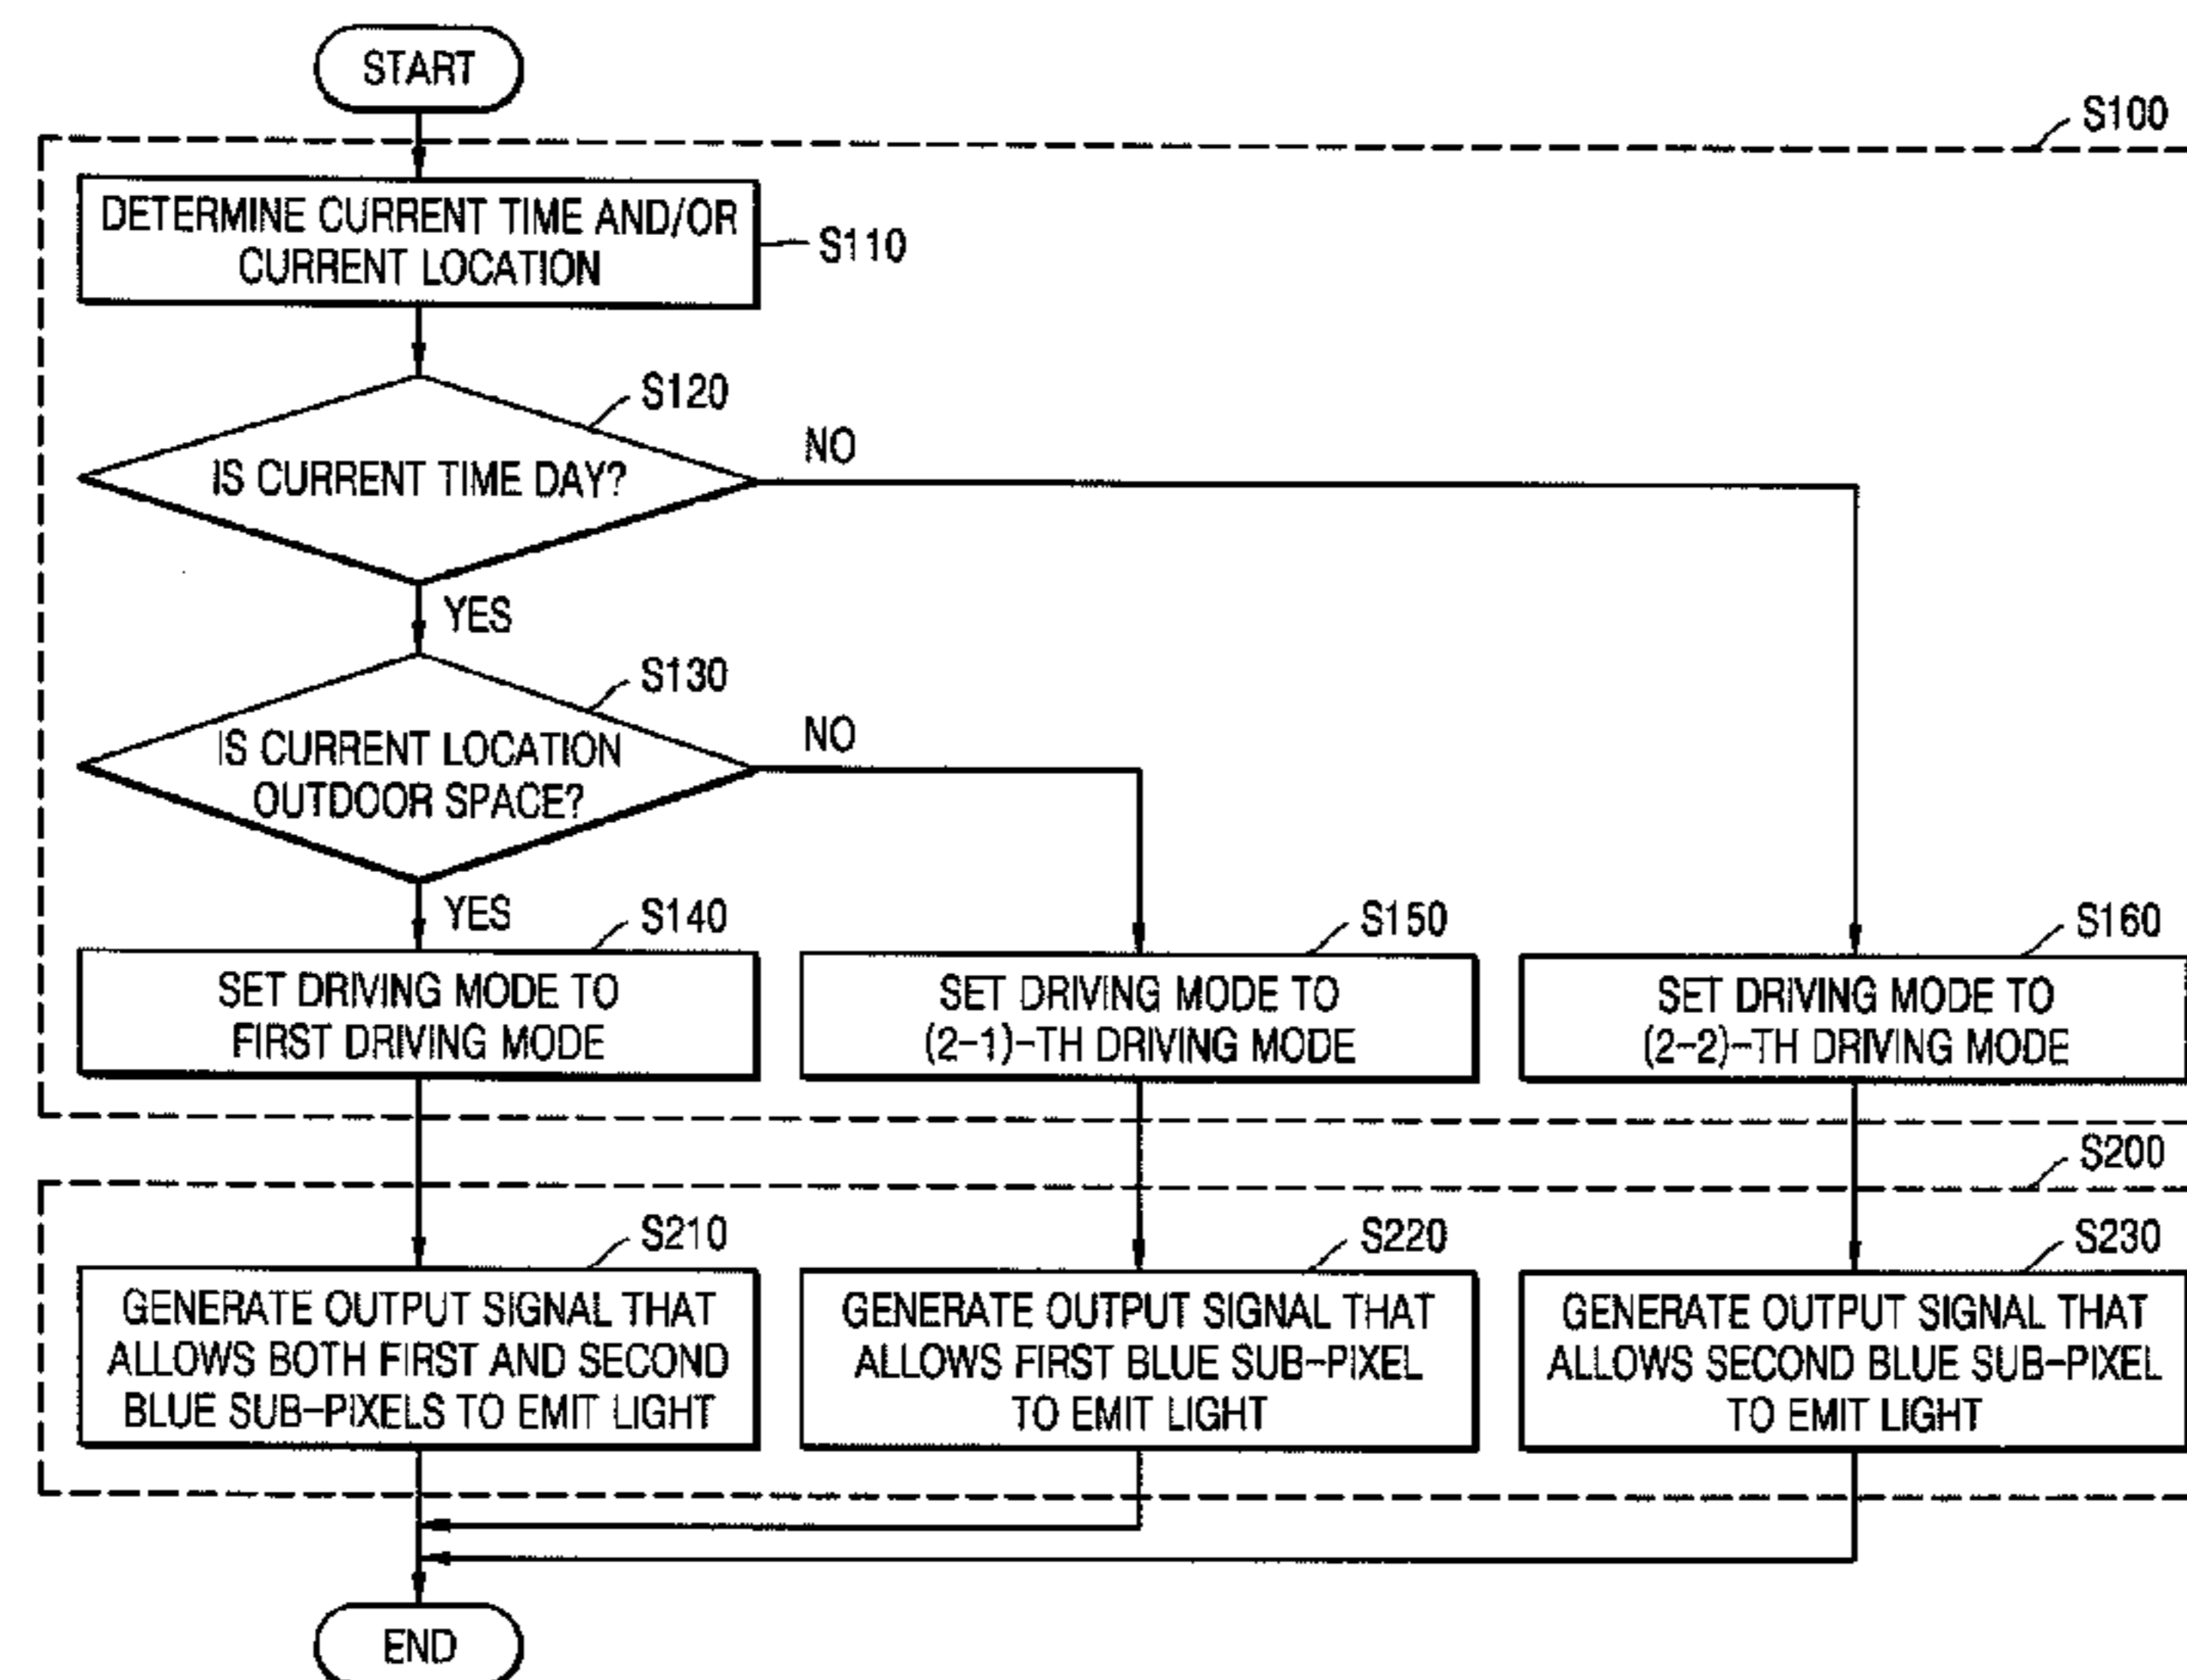 START
S100
DETERMINE CURRENT TIME AND/OR
CURRENT LOCATION
S110
S120
IS CURRENT TIME DAY?
NO
YES
S130
IS CURRENT LOCATION
OUTDOOR SPACE?
NO
YES
S140
SET DRIVING MODE TO
FIRST DRIVING MODE
S150
SET DRIVING MODE TO
(2-1)-TH DRIVING MODE
S160
SET DRIVING MODE TO
(2-2)-TH DRIVING MODE
S200
S210
GENERATE OUTPUT SIGNAL THAT
ALLOWS BOTH FIRST AND SECOND
BLUE SUB-PIXELS TO EMIT LIGHT
S220
GENERATE OUTPUT SIGNAL THAT
ALLOWS FIRST BLUE SUB-PIXEL
TO EMIT LIGHT
S230
GENERATE OUTPUT SIGNAL THAT
ALLOWS SECOND BLUE SUB-PIXEL
TO EMIT LIGHT
END